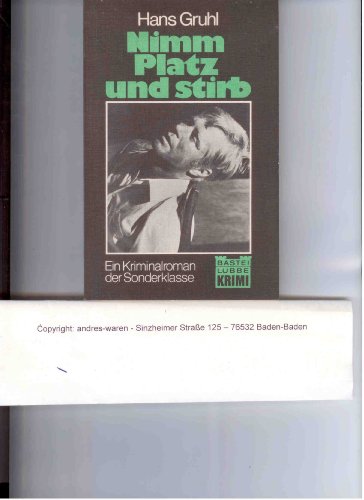 Hans Gruhl
Nimm
Platz
und stirb
Ein Kriminalroman
der Sonderklasse
BASTEI
LÜBBE
KRIMI
Copyright: andres-waren - Sinzheimer Straße 125 – 76532 Baden-Baden